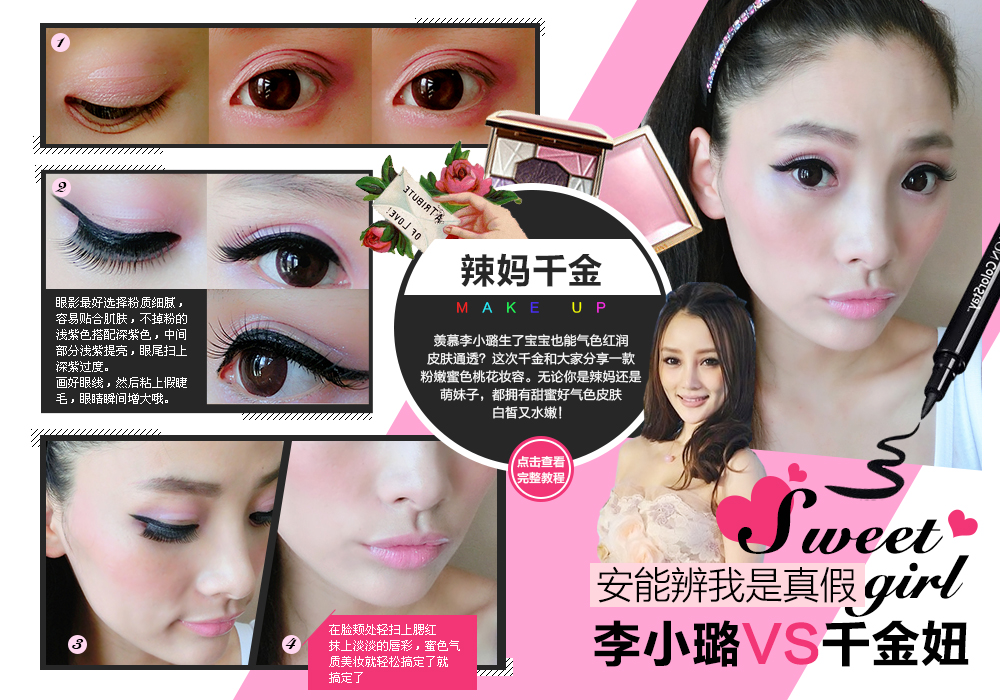 1
2
眼影最好选择粉质细腻，
容易贴合肌肤，不掉粉的
浅紫色搭配深紫色，中间
部分浅紫提亮，眼尾扫上
深紫过度。
画好眼线，然后粘上假睫
毛，眼睛瞬间增大哦。
3
4
在脸颊处轻扫上腮红
抹上淡淡的唇彩，蜜色气
质美妆就轻松搞定了就
搞定了
A TRIBUTE
OF LOVE!
辣妈千金
MAKE UP
羡慕李小璐生了宝宝也能气色红润
皮肤通透？这次千金和大家分享一款
粉嫩蜜色桃花妆容。无论你是辣妈还是
萌妹子，都拥有甜蜜好气色皮肤
白皙又水嫩！
点击查看
完整教程
ColorStay
Sweet
girl
安能辨我是真假
李小璐VS千金妞